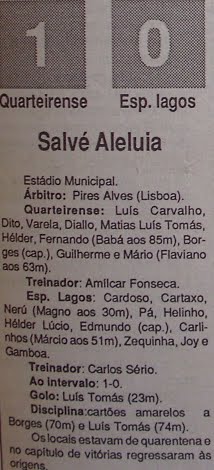 1 0
Quarteirense Esp. lagos
Salvé Aleluia
Estádio Municipal.
Árbitro: Pires Alves (Lisboa).
Quarteirense: Luís Carvalho,
Dito, Varela, Diallo, Matias Luís Tomás,
Hélder, Fernando (Babá aos 85m), Bor-
ges (cap.), Guilherme e Mário (Flaviano
aos 63m).
Treinador: Amílcar Fonseca.
Esp. Lagos: Cardoso, Cartaxo,
Nerú (Magno aos 30m), Pá, Helinho,
Hélder Lúcio, Edmundo (cap.), Carli-
nhos (Márcio aos 51m), Zequinha, Joy e
Gamboa.
Treinador: Carlos Sério.
Ao intervalo: 1-0.
Golo: Luís Tomás (23m).
Disciplina:cartões amarelos a
Borges (70m) e Luís Tomás (74m).
Os locais estavam de quarentena e
no capítulo de vitórias regressaram às
origens.